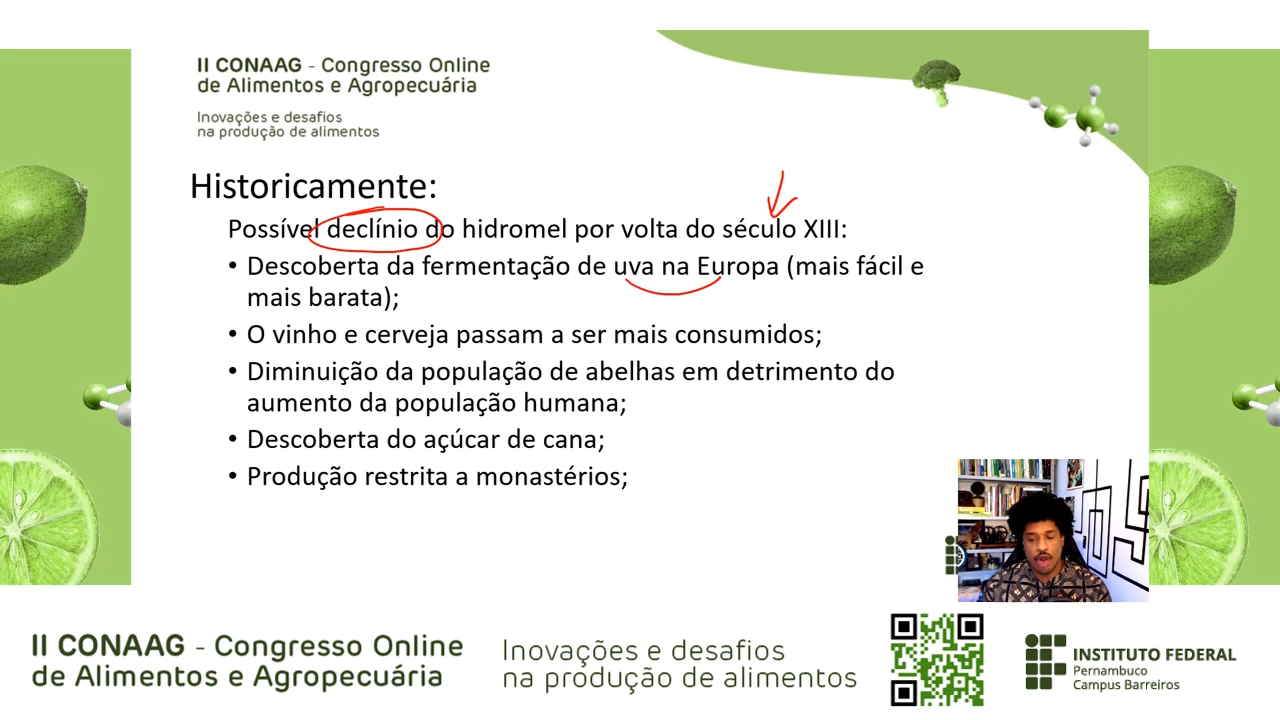 II CONAAG - Congresso Online
de Alimentos e Agropecuária
Inovações e desafios
na produção de alimentos
Historicamente:
Possível declínio do hidromel por volta do século XIII:
• Descoberta da fermentação de uva na Europa (mais fácil e
mais barata);
• O vinho e cerveja passam a ser mais consumidos;
• Diminuição da população de abelhas em detrimento do
aumento da população humana;
• Descoberta do açúcar de cana;
• Produção restrita a monastérios;
II CONAAG - Congresso Online
de Alimentos e Agropecuária
Inovações e desafios
na produção de alimentos
INSTITUTO FEDERAL
Pernambuco
Campus Barreiros